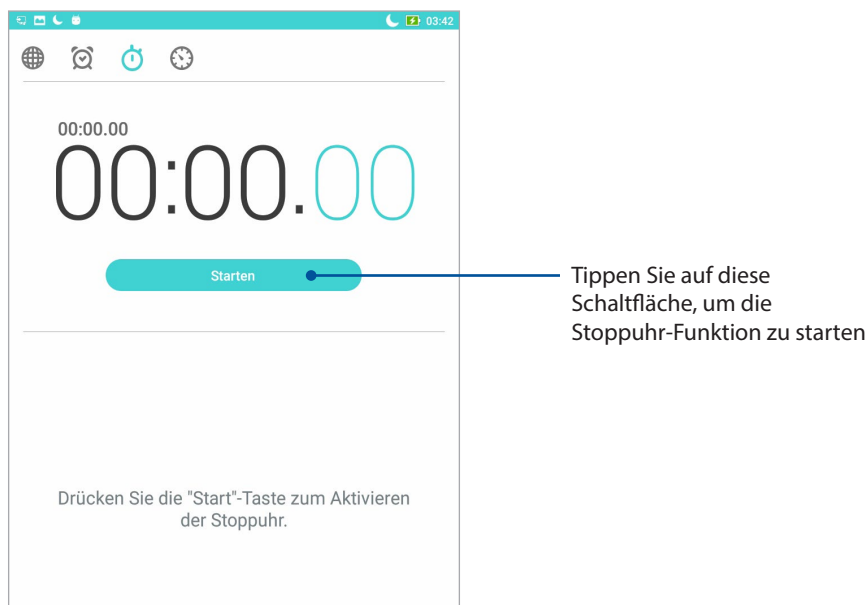 03:42
00:00.00
00:00.00
Starten
Tippen Sie auf diese
Schaltfläche, um die
Stoppuhr-Funktion zu starten
Drücken Sie die "Start"-Taste zum Aktivieren
der Stoppuhr.